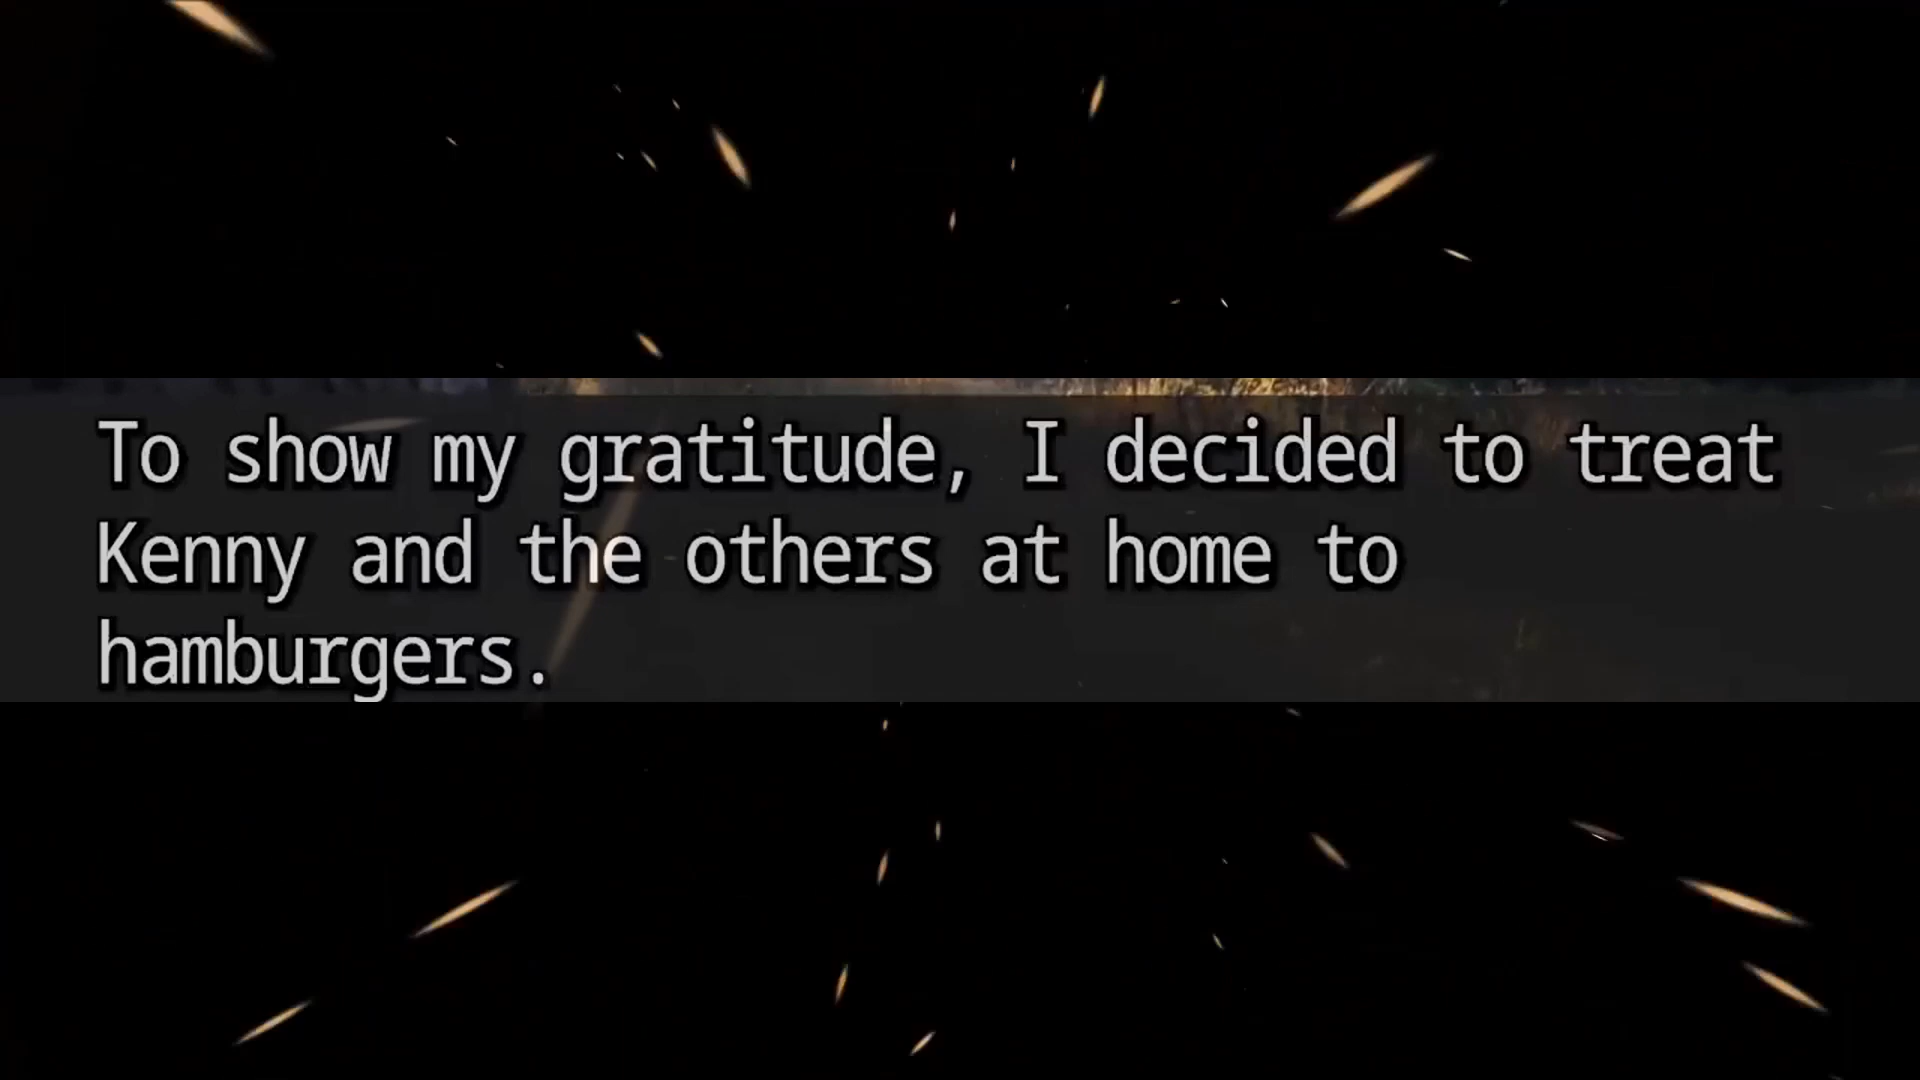 To show my gratitude, I decided to treat
Kenny and the others at home to
hamburgers.